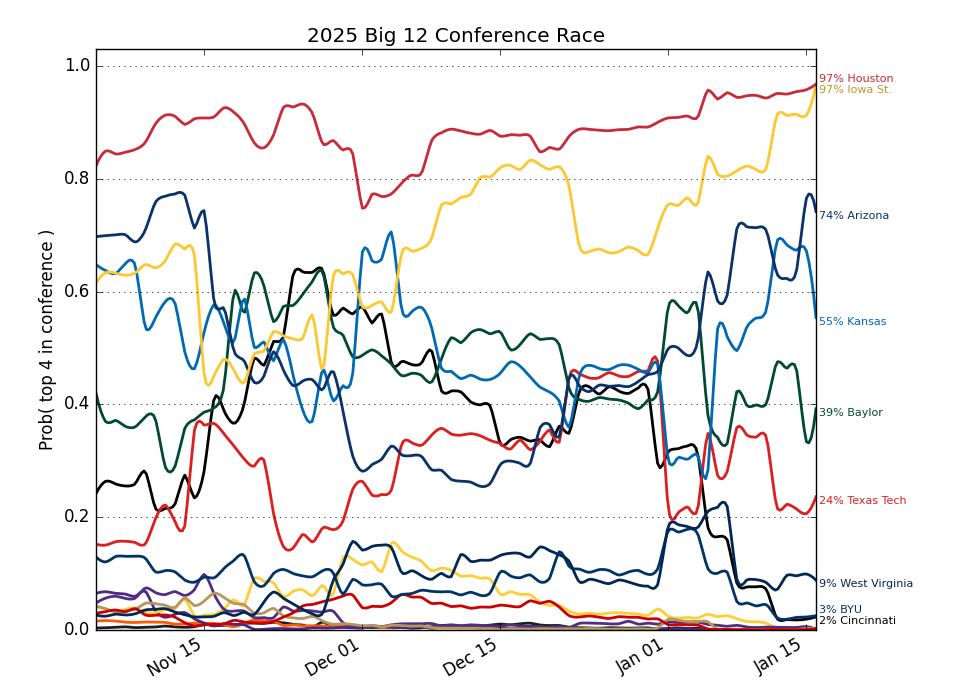 2025 Big 12 Conference Race
Prob( top 4 in conference )
1.0
0.8
0.6
0.4
0.2
0.0
Nov 15
Dec 01
Dec 15
Jan 01
Jan 15
97% Houston
97% Iowa St.
74% Arizona
55% Kansas
39% Baylor
24% Texas Tech
9% West Virginia
3% BYU
2% Cincinnati